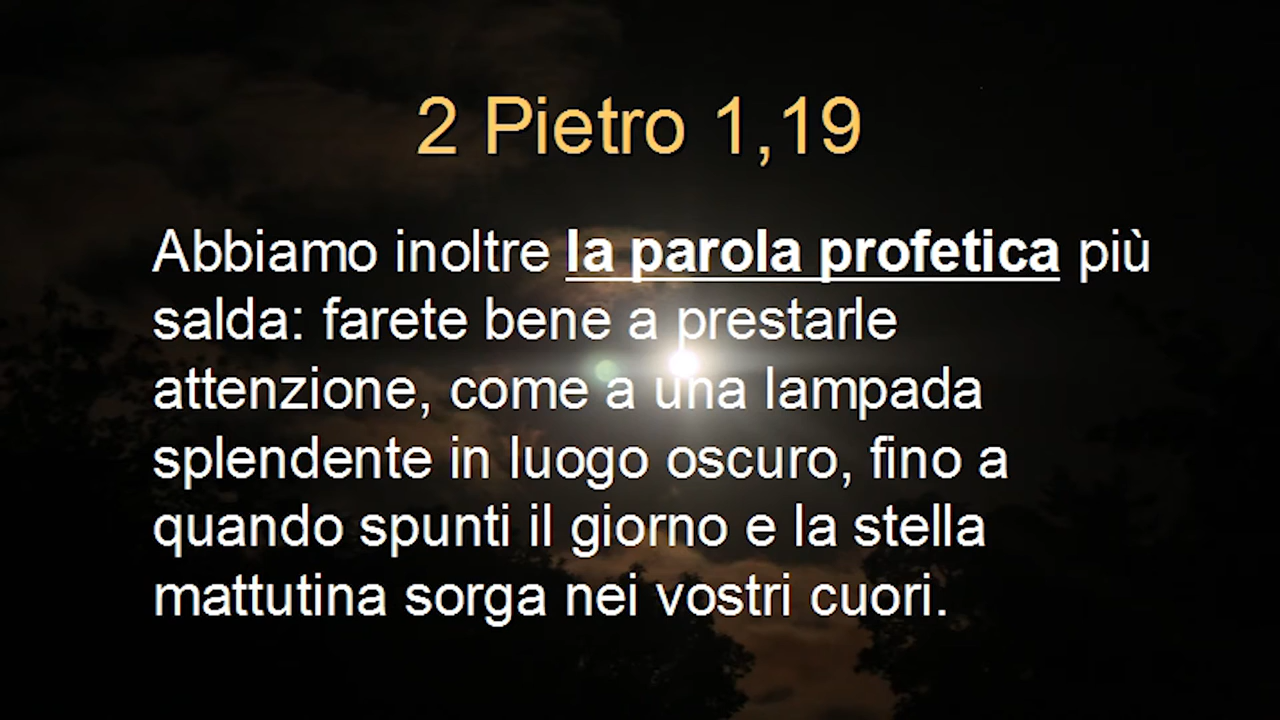 2 Pietro 1,19
Abbiamo inoltre la parola profetica più
salda: farete bene a prestarle
attenzione, come a una lampada
splendente in luogo oscuro, fino a
quando spunti il giorno e la stella
mattutina sorga nei vostri cuori.